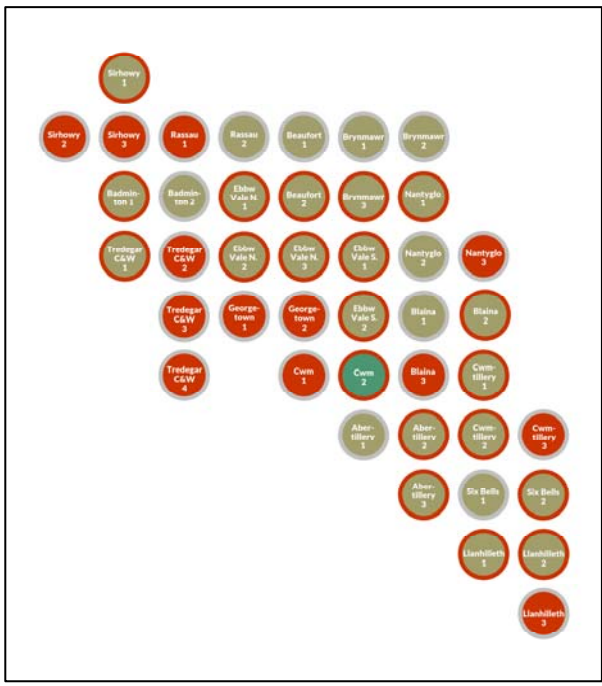 Sirhowy
1
Sirhowy
2
Sirhowy
3
Rassau
1
Rassau
2
Beaufort
1
Brynmawr
1
Brynmawr
2
Badmin-
ton 1
Badmin-
ton 2
Ebbw
Vale N.
1
Beaufort
2
Brynmawr
3
Nantyglo
1
Tredegar
C&W
1
Tredegar
C&W
2
Ebbw
Vale N.
2
Ebbw
Vale N.
3
Ebbw
Vale S.
1
Nantyglo
2
Nantyglo
3
Tredegar
C&W
3
George-
town
1
George-
town
2
Ebbw
Vale S.
2
Blaina
1
Blaina
2
Tredegar
C&W
4
Cwm
1
Cwm
2
Blaina
3
Cwm-
tillery
1
Aber-
tillery
1
Aber-
tillery
2
Cwm-
tillery
2
Cwm-
tillery
3
Aber-
tillery
3
Six Bells
1
Six Bells
2
Llanhilleth
1
Llanhilleth
2
Llanhilleth
3